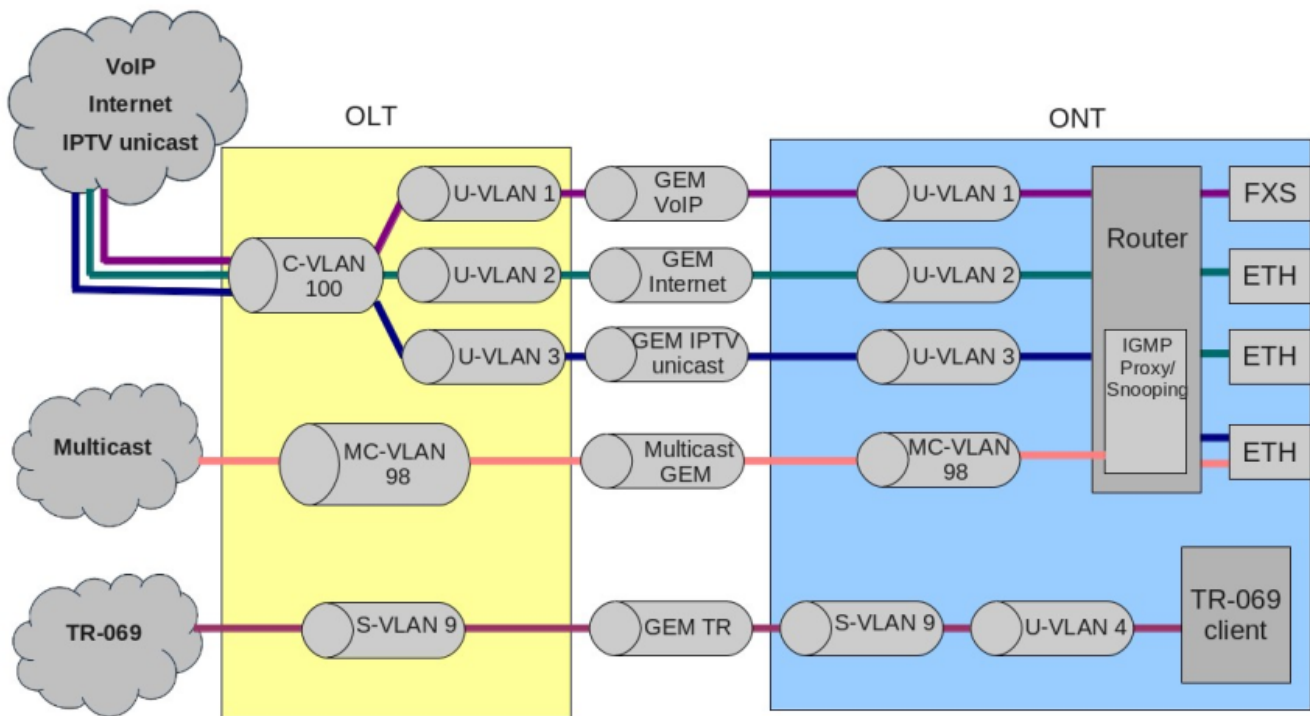 VoIP
Internet
IPTV unicast
OLT
ONT
C-VLAN
100
U-VLAN 1
GEM
VoIP
U-VLAN 1
FXS
U-VLAN 2
GEM
Internet
U-VLAN 2
Router
ETH
U-VLAN 3
GEM IPTV
unicast
U-VLAN 3
IGMP
Proxy/
Snooping
ETH
Multicast
MC-VLAN
98
Multicast
GEM
MC-VLAN
98
ETH
TR-069
S-VLAN 9
GEM TR
S-VLAN 9
U-VLAN 4
TR-069
client